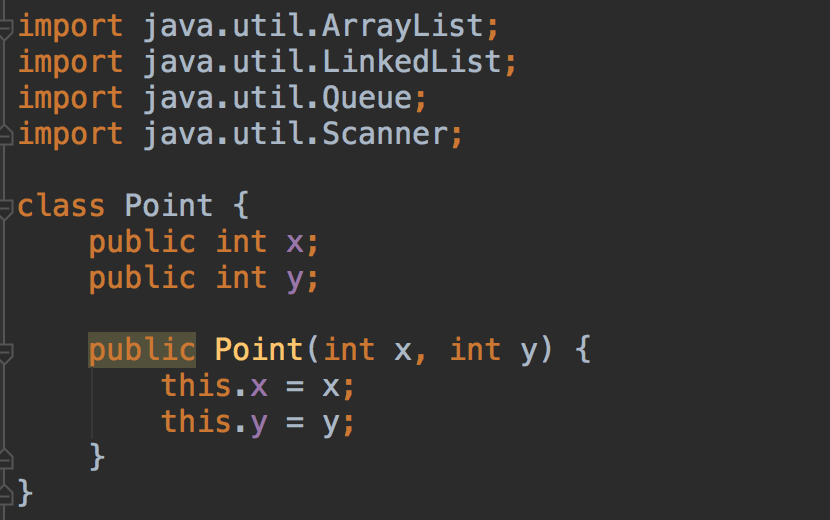 import java.util.ArrayList;
import java.util.LinkedList;
import java.util.Queue;
import java.util.Scanner;

class Point {
    public int x;
    public int y;

    public Point(int x, int y) {
        this.x = x;
        this.y = y;
    }
}